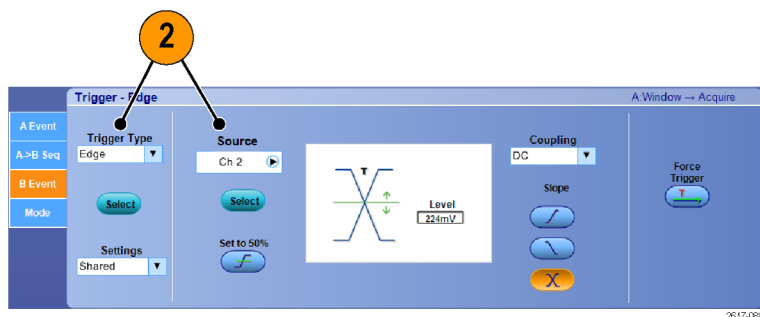 2
Trigger - Edge
A:Window → Acquire
A Event
A->B Seq
B Event
Mode
Trigger Type
Edge
Select
Settings
Shared
Source
Ch 2
Select
Set to 50%
T
Level
224mV
Coupling
DC
Slope
Force
Trigger
T